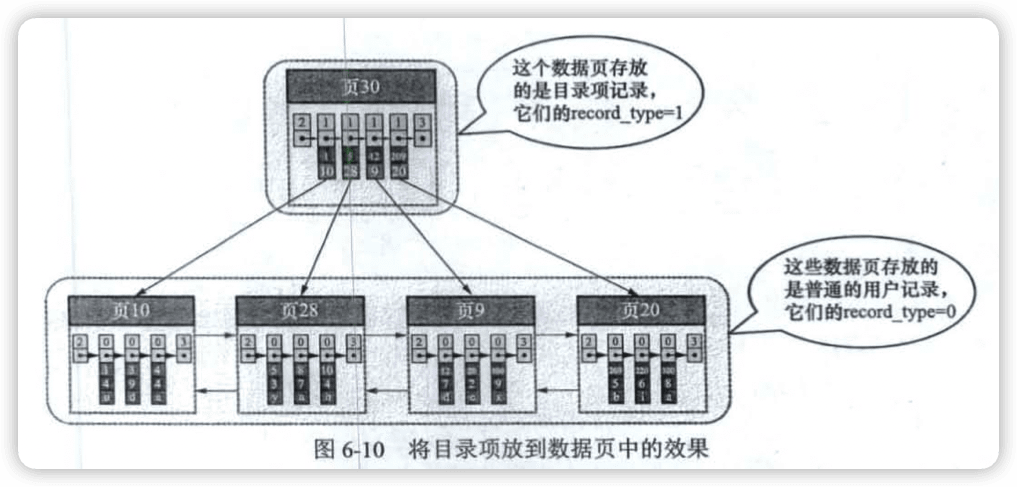 这个数据页存放
的是目录项记录，
它们的record_type=1
页30
2 1 1 1 1 3
1 5 12 209
10 28 9 20
这些数据页存放的
是普通的用户记录，
它们的record_type=0
页10 页28 页9 页20
2 0 0 0 3 2 0 0 0 3 2 0 0 0 3 2 0 0 0 3
1 3 4 5 8 10 12 20 100 209 220 300
4 9 4 3 7 4 7 2 9 5 6 8
u d a y a d x b i a
图 6-10 将目录项放到数据页中的效果